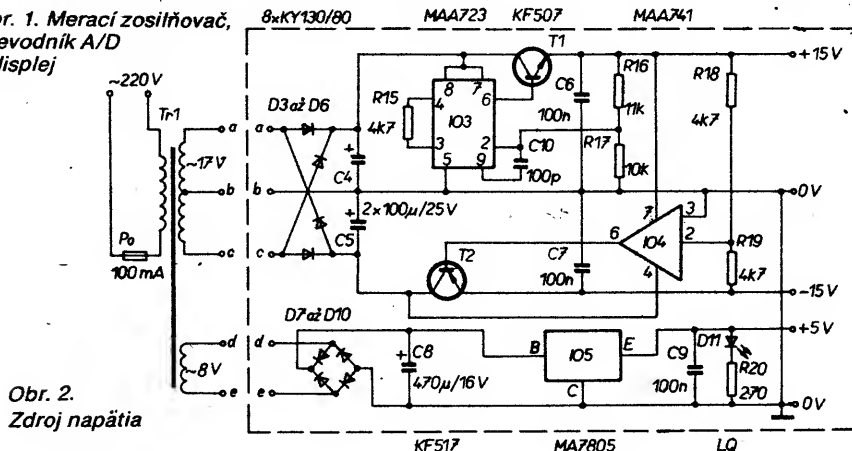 br. 1. Merací zosilňovač,
evodník A/D
displej
8xKY130/80
MAA723
KF507
MAA741
~220V
Tr1
~17V
Po
100mA
~8V
a
b
c
d
e
a
b
c
d
e
D3 až D6
C4
2×100µ/25V
C5
R15
4k7
8
7
4
IO3
6
3
2
5
9
T1
C6
100n
C10
100p
R16
11k
R17
10k
R18
4k7
+15V
0V
7
3
6
IO4
2
4
R19
4k7
T2
C7
100n
-15V
D7 až D10
C8
470µ/16V
B
IO5
E
C
C9
100n
D11
R20
270
+5V
0V
Obr. 2.
Zdroj napätia
KF517
MA7805
LQ